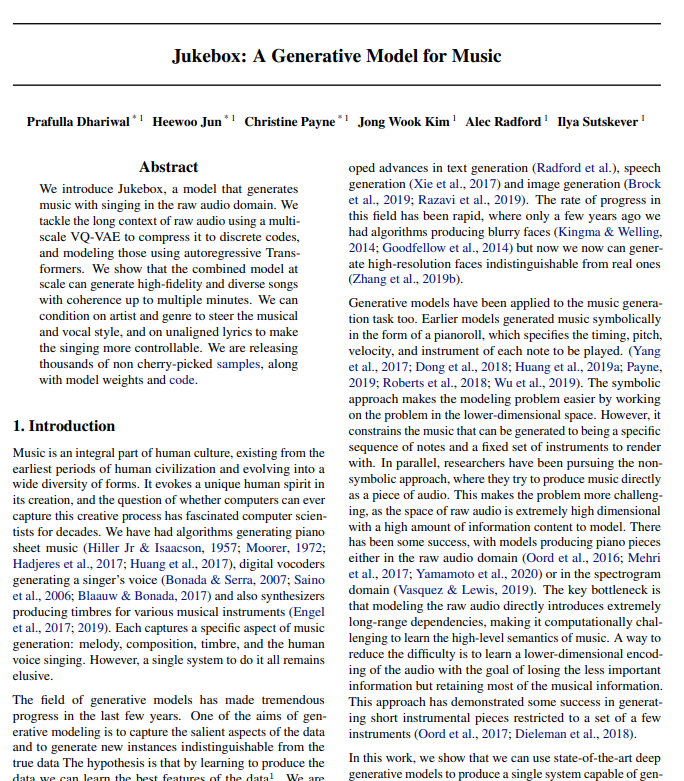 Jukebox: A Generative Model for Music
Prafulla Dhariwal * 1 Heewoo Jun * 1 Christine Payne * 1 Jong Wook Kim 1 Alec Radford 1 Ilya Sutskever 1
Abstract
We introduce Jukebox, a model that generates
music with singing in the raw audio domain. We
tackle the long context of raw audio using a multi-
scale VQ-VAE to compress it to discrete codes,
and modeling those using autoregressive Trans-
formers. We show that the combined model at
scale can generate high-fidelity and diverse songs
with coherence up to multiple minutes. We can
condition on artist and genre to steer the musical
and vocal style, and on unaligned lyrics to make
the singing more controllable. We are releasing
thousands of non cherry-picked samples, along
with model weights and code.
1. Introduction
Music is an integral part of human culture, existing from the
earliest periods of human civilization and evolving into a
wide diversity of forms. It evokes a unique human spirit in
its creation, and the question of whether computers can ever
capture this creative process has fascinated computer scien-
tists for decades. We have had algorithms generating piano
sheet music (Hiller Jr & Isaacson, 1957; Moorer, 1972;
Hadjeres et al., 2017; Huang et al., 2017), digital vocoders
generating a singer's voice (Bonada & Serra, 2007; Saino
et al., 2006; Blaauw & Bonada, 2017) and also synthesizers
producing timbres for various musical instruments (Engel
et al., 2017; 2019). Each captures a specific aspect of music
generation: melody, composition, timbre, and the human
voice singing. However, a single system to do it all remains
elusive.
The field of generative models has made tremendous
progress in the last few years. One of the aims of gen-
erative modeling is to capture the salient aspects of the data
and to generate new instances indistinguishable from the
true data The hypothesis is that by learning to produce the
data we can learn the best features of the data1. We are
oped advances in text generation (Radford et al.), speech
generation (Xie et al., 2017) and image generation (Brock
et al., 2019; Razavi et al., 2019). The rate of progress in
this field has been rapid, where only a few years ago we
had algorithms producing blurry faces (Kingma & Welling,
2014; Goodfellow et al., 2014) but now we now can gener-
ate high-resolution faces indistinguishable from real ones
(Zhang et al., 2019b).
Generative models have been applied to the music genera-
tion task too. Earlier models generated music symbolically
in the form of a pianoroll, which specifies the timing, pitch,
velocity, and instrument of each note to be played. (Yang
et al., 2017; Dong et al., 2018; Huang et al., 2019a; Payne,
2019; Roberts et al., 2018; Wu et al., 2019). The symbolic
approach makes the modeling problem easier by working
on the problem in the lower-dimensional space. However, it
constrains the music that can be generated to being a specific
sequence of notes and a fixed set of instruments to render
with. In parallel, researchers have been pursuing the non-
symbolic approach, where they try to produce music directly
as a piece of audio. This makes the problem more challeng-
ing, as the space of raw audio is extremely high dimensional
with a high amount of information content to model. There
has been some success, with models producing piano pieces
either in the raw audio domain (Oord et al., 2016; Mehri
et al., 2017; Yamamoto et al., 2020) or in the spectrogram
domain (Vasquez & Lewis, 2019). The key bottleneck is
that modeling the raw audio directly introduces extremely
long-range dependencies, making it computationally chal-
lenging to learn the high-level semantics of music. A way to
reduce the difficulty is to learn a lower-dimensional encod-
ing of the audio with the goal of losing the less important
information but retaining most of the musical information.
This approach has demonstrated some success in generat-
ing short instrumental pieces restricted to a set of a few
instruments (Oord et al., 2017; Dieleman et al., 2018).
In this work, we show that we can use state-of-the-art deep
generative models to produce a single system capable of gen-